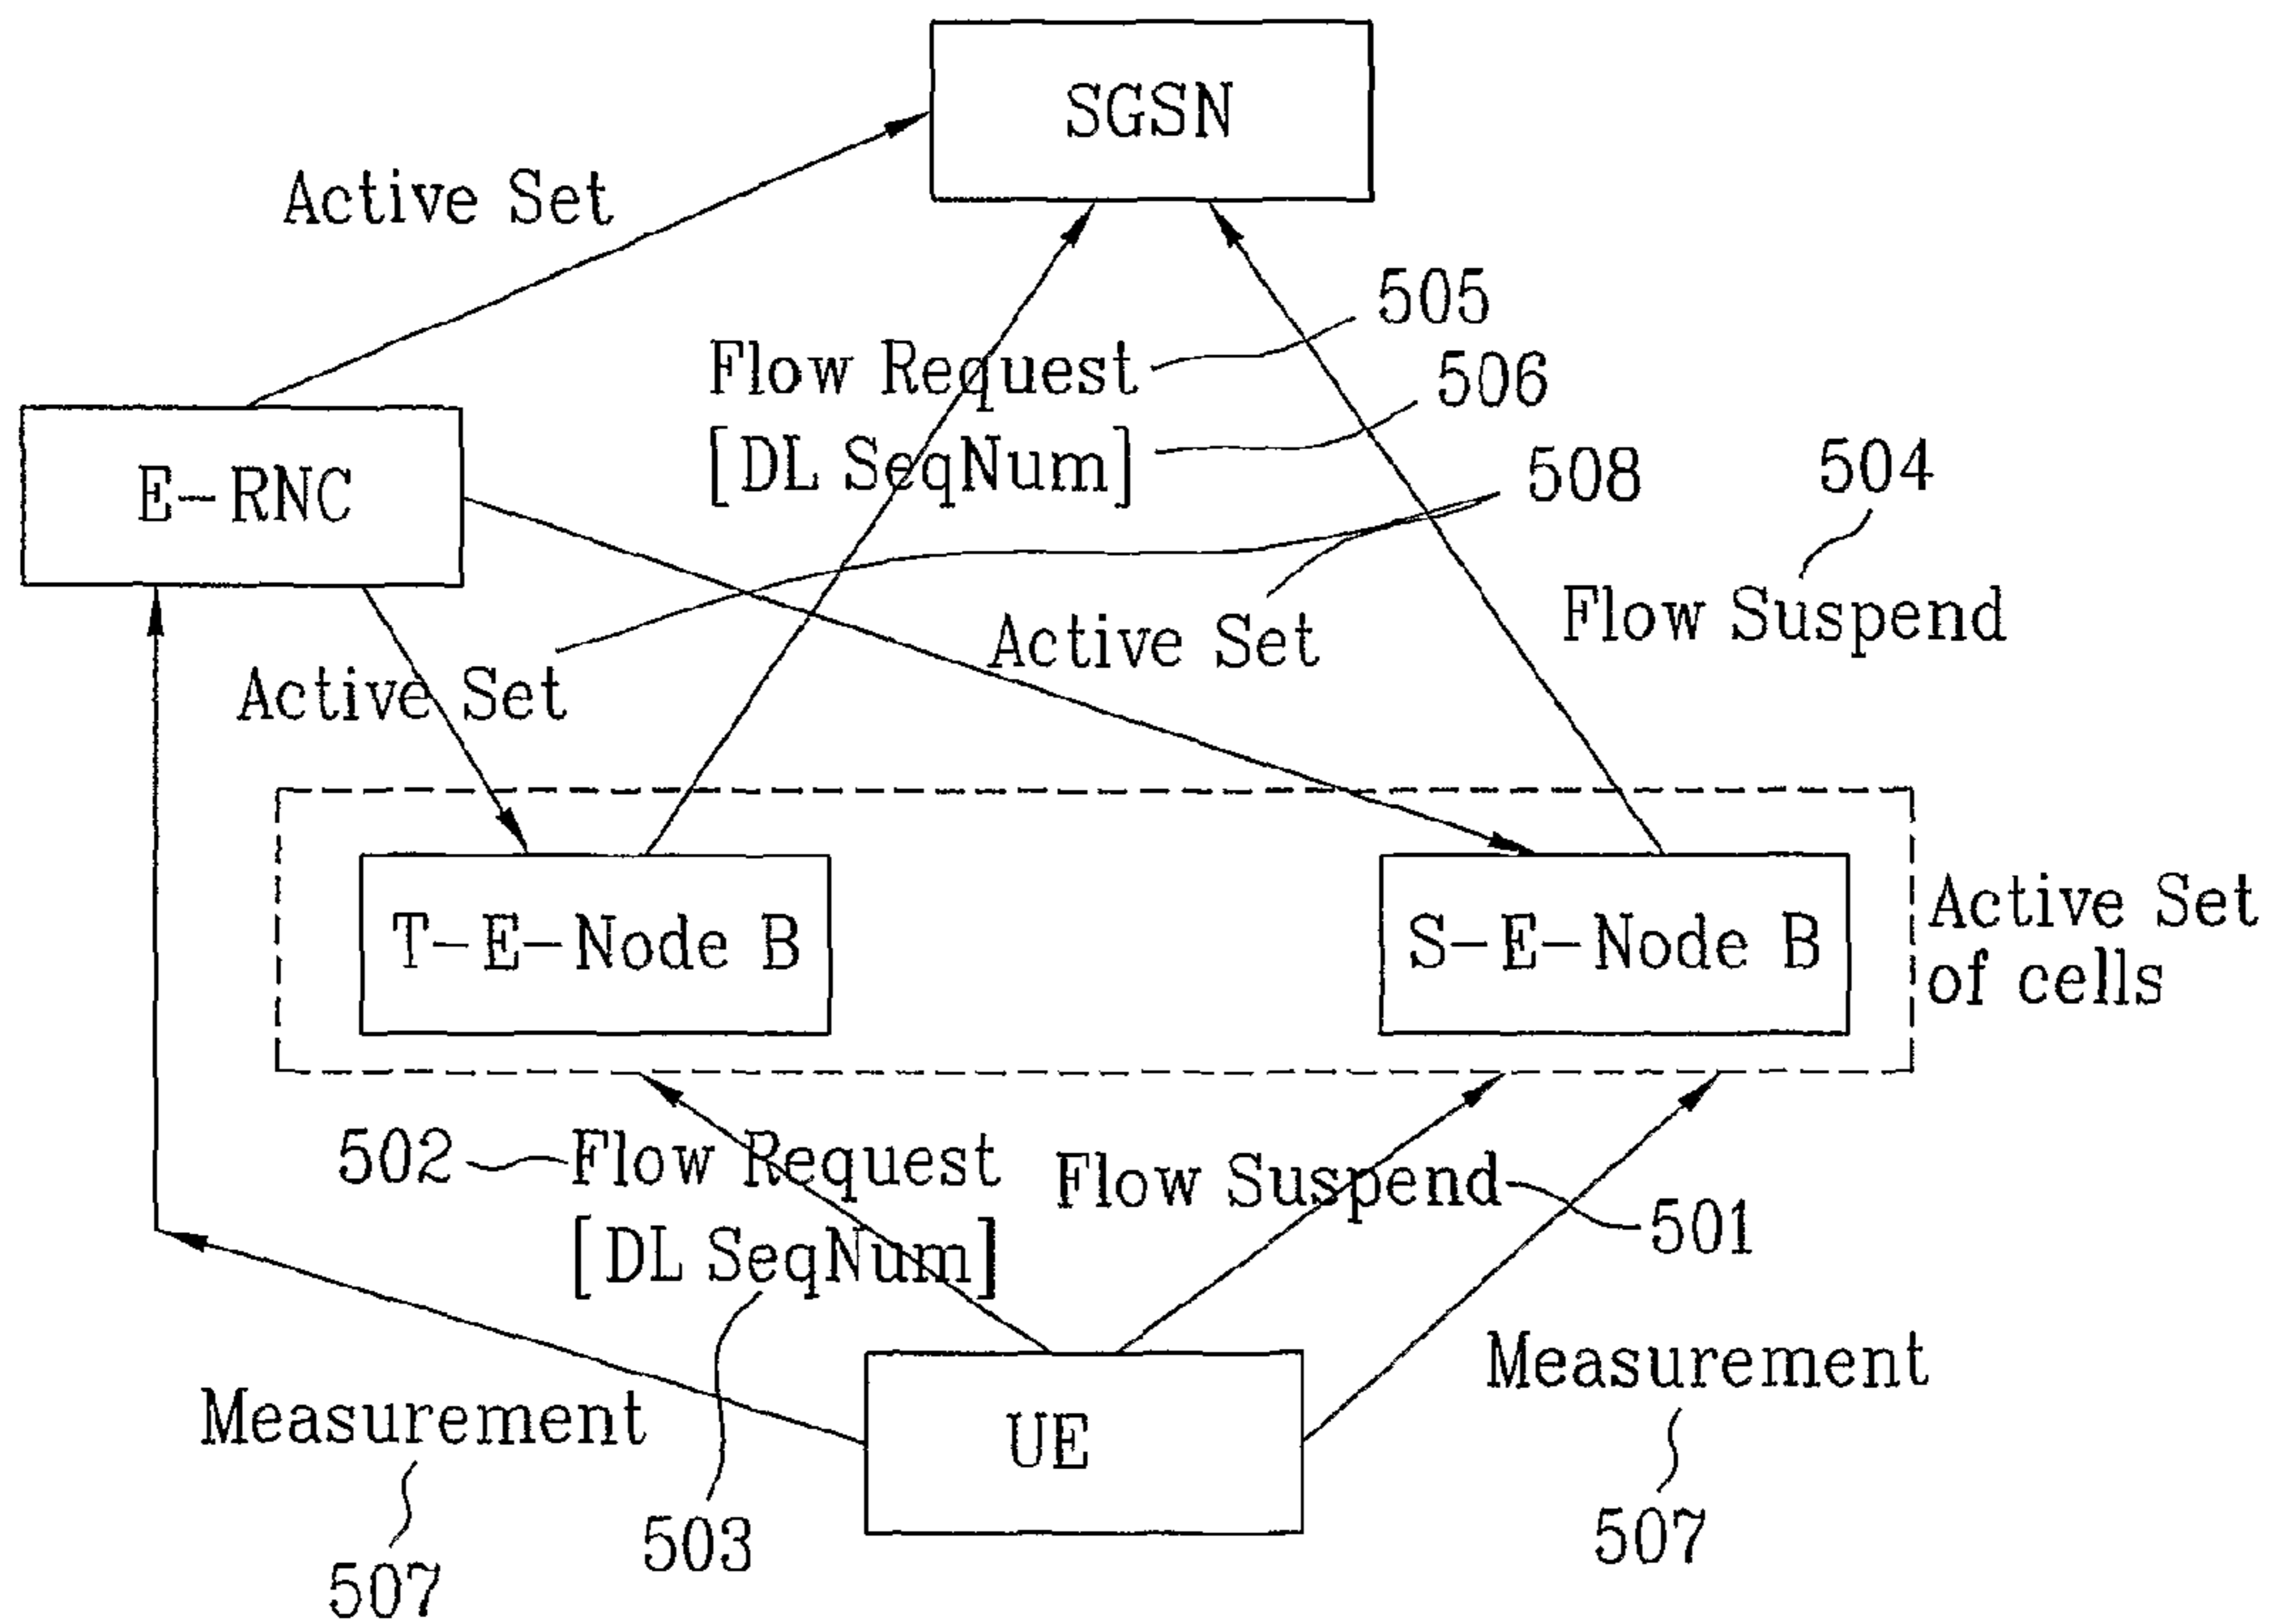 SGSN
Active Set
505
Flow Request
506
[DL SeqNum]
508
504
E-RNC
Flow Suspend
Active Set
Active Set
T-E-Node B
S-E-Node B
Active Set
of cells
502
Flow Request
Flow Suspend
501
[DL SeqNum]
Measurement
Measurement
UE
503
507
507